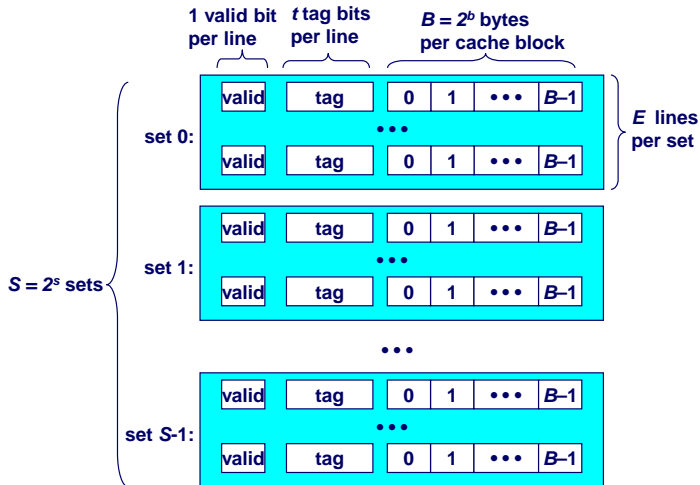 1 valid bit per line
t tag bits per line
B = 2^b bytes per cache block
valid tag 0 1 ••• B–1
set 0: •••
valid tag 0 1 ••• B–1
E lines per set
valid tag 0 1 ••• B–1
set 1: •••
valid tag 0 1 ••• B–1
S = 2^s sets
•••
valid tag 0 1 ••• B–1
set S-1: •••
valid tag 0 1 ••• B–1